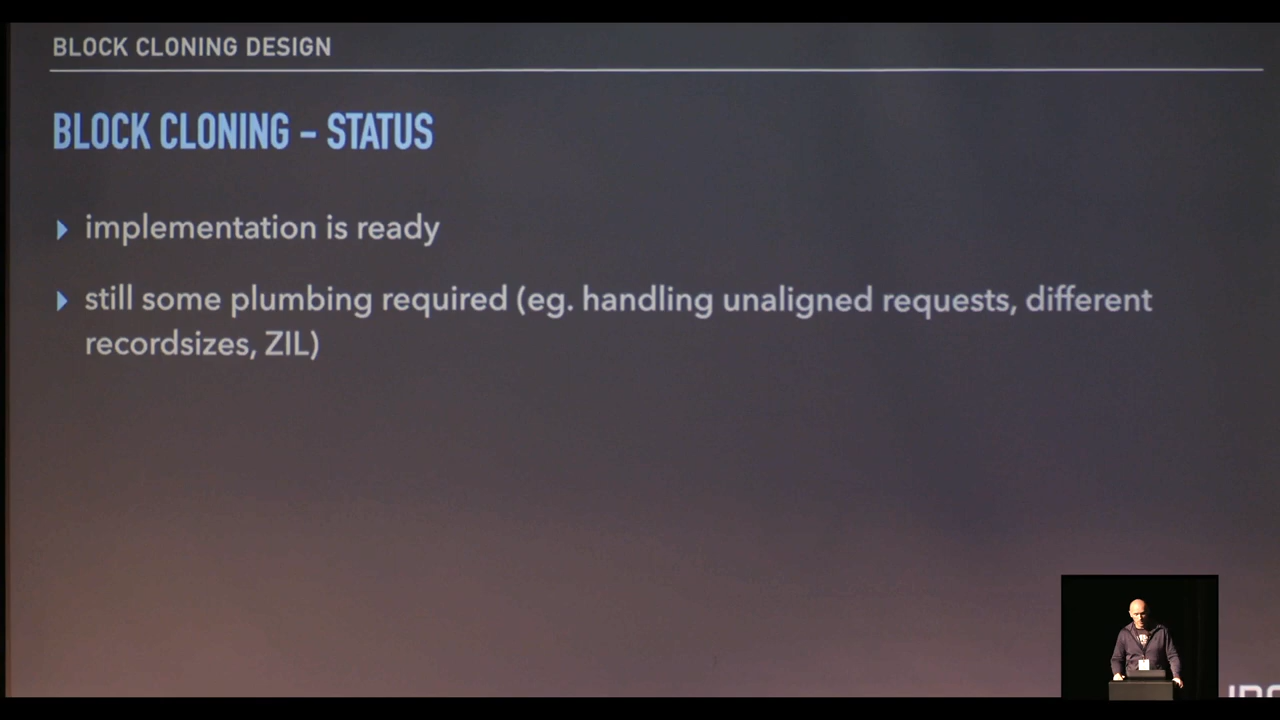 BLOCK CLONING DESIGN
BLOCK CLONING – STATUS
implementation is ready
still some plumbing required (eg. handling unaligned requests, different
recordsizes, ZIL)